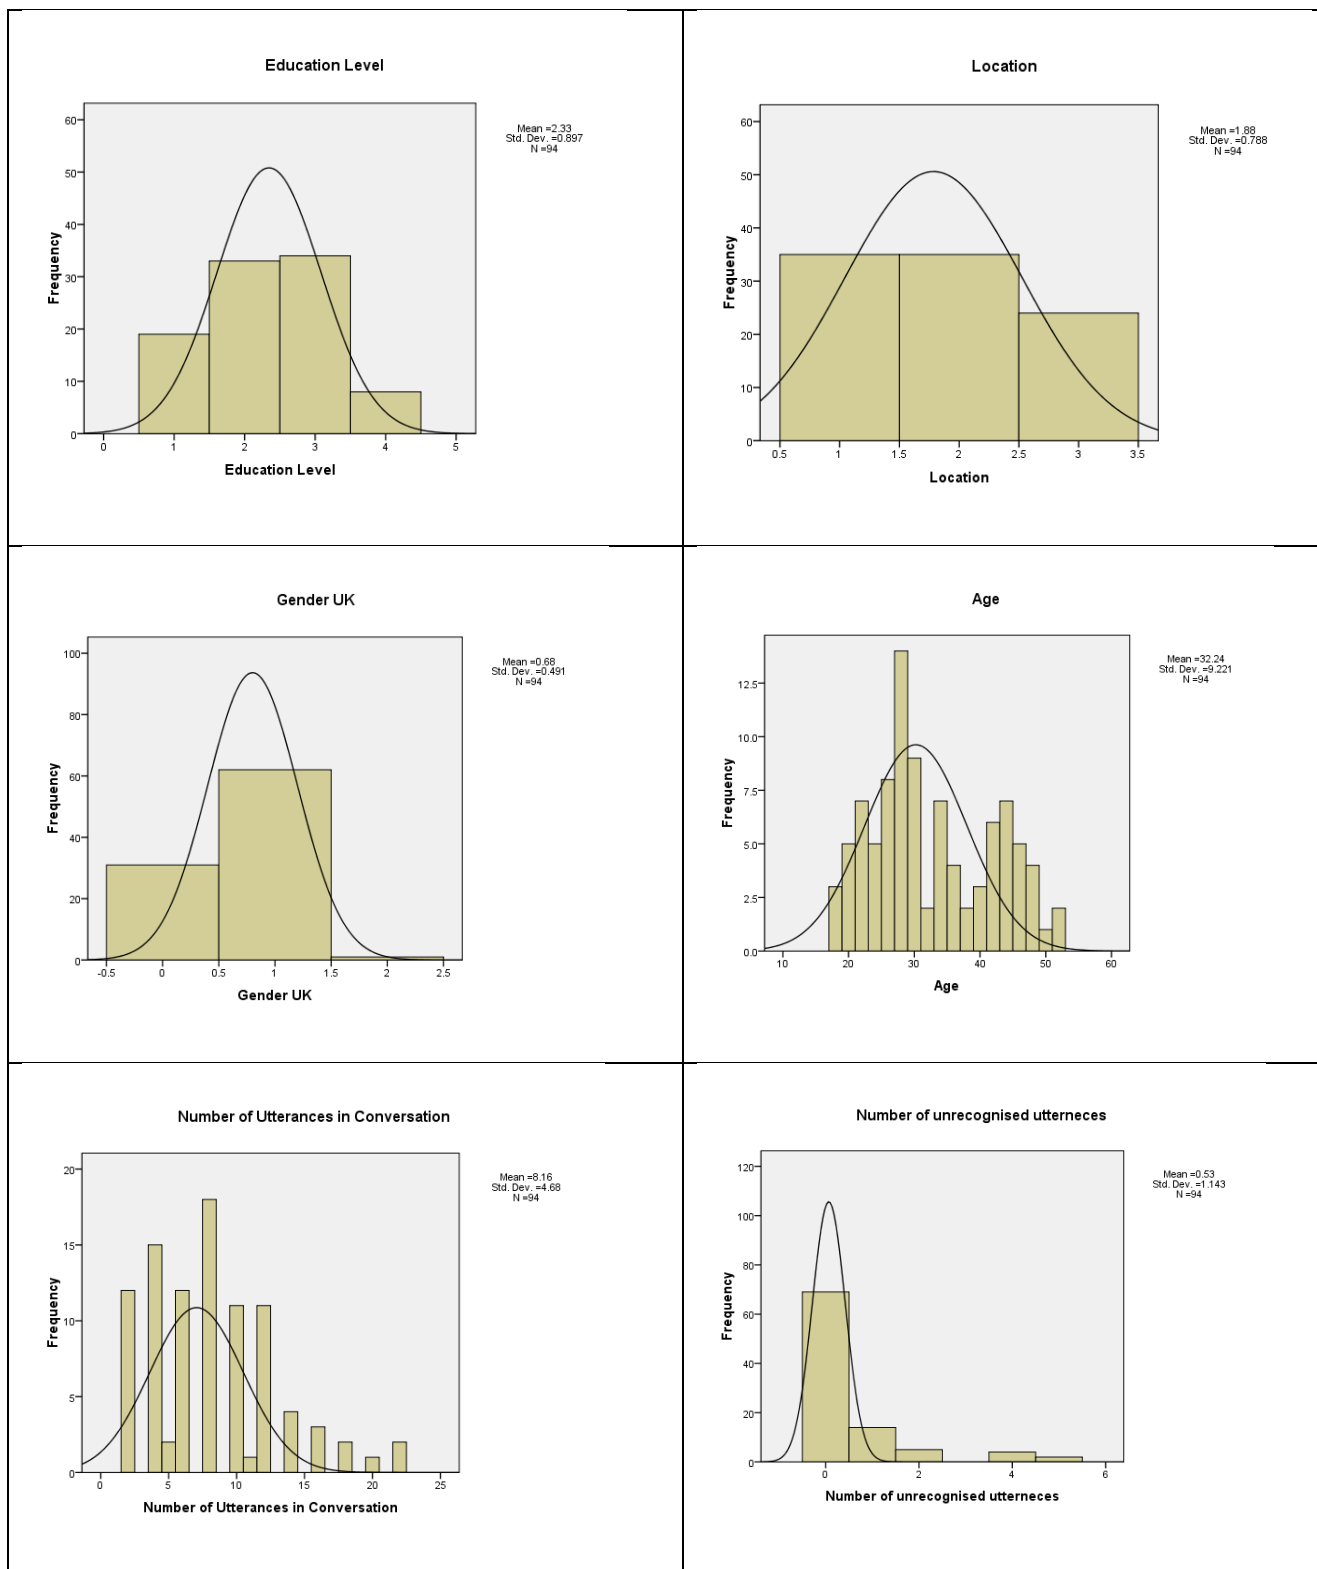 Education Level
Mean =2.33
Std. Dev. =0.897
N =94
Frequency
60
50
40
30
20
10
0
0 1 2 3 4 5
Education Level
Location
Mean =1.88
Std. Dev. =0.788
N =94
Frequency
60
50
40
30
20
10
0
0.5 1 1.5 2 2.5 3 3.5
Location
Gender UK
Mean =0.68
Std. Dev. =0.491
N =94
Frequency
100
80
60
40
20
0
-0.5 0 0.5 1 1.5 2 2.5
Gender UK
Age
Mean =32.24
Std. Dev. =9.221
N =94
Frequency
12.5
10.0
7.5
5.0
2.5
0.0
10 20 30 40 50 60
Age
Number of Utterances in Conversation
Mean =8.16
Std. Dev. =4.68
N =94
Frequency
20
15
10
5
0
0 5 10 15 20 25
Number of Utterances in Conversation
Number of unrecognised utterneces
Mean =0.53
Std. Dev. =1.143
N =94
Frequency
120
100
80
60
40
20
0
0 2 4 6
Number of unrecognised utterneces